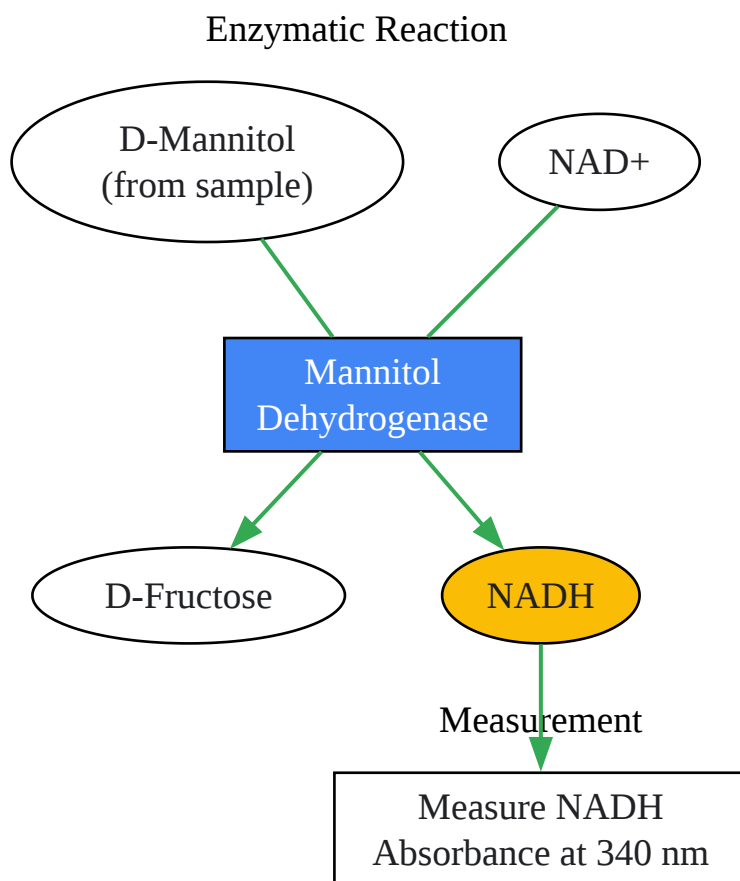 Enzymatic Reaction
D-Mannitol
(from sample)
NAD+
Mannitol
Dehydrogenase
D-Fructose
NADH
Measurement
Measure NADH
Absorbance at 340 nm